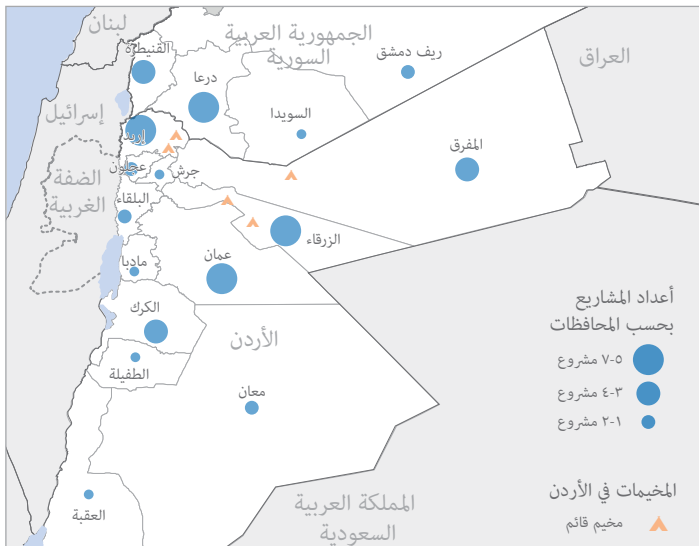 لبنان
الجمهورية العربية
السورية
القنيطرة
ريف دمشق
العراق
درعا
السويدا
إسرائيل
إربد
المفرق
عجلون
جرش
الضفة
الغربية
البلقاء
الزرقاء
عمان
مادبا
الكرك
الأردن
الطفيلة
معان
العقبة
المملكة العربية
السعودية
أعداد المشاريع
بحسب المحافظات
٥-٧ مشروع
٣-٤ مشروع
١-٢ مشروع
المخيمات في الأردن
مخيم قائم